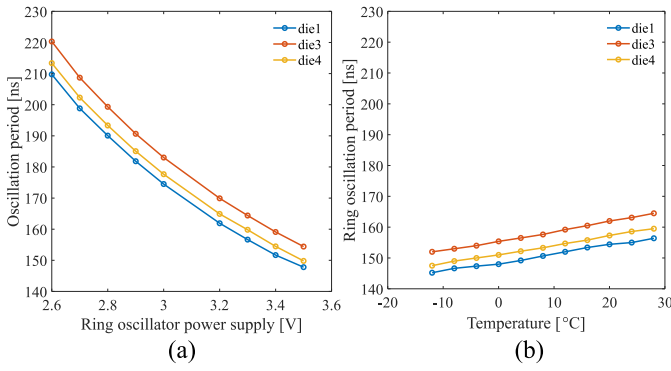 230
220
210
200
190
180
170
160
150
140
Oscillation period [ns]
2.6
2.8
3
3.2
3.4
3.6
Ring oscillator power supply [V]
die1
die3
die4
(a)
230
220
210
200
190
180
170
160
150
140
Ring oscillation period [ns]
-20
-10
0
10
20
30
Temperature [°C]
die1
die3
die4
(b)